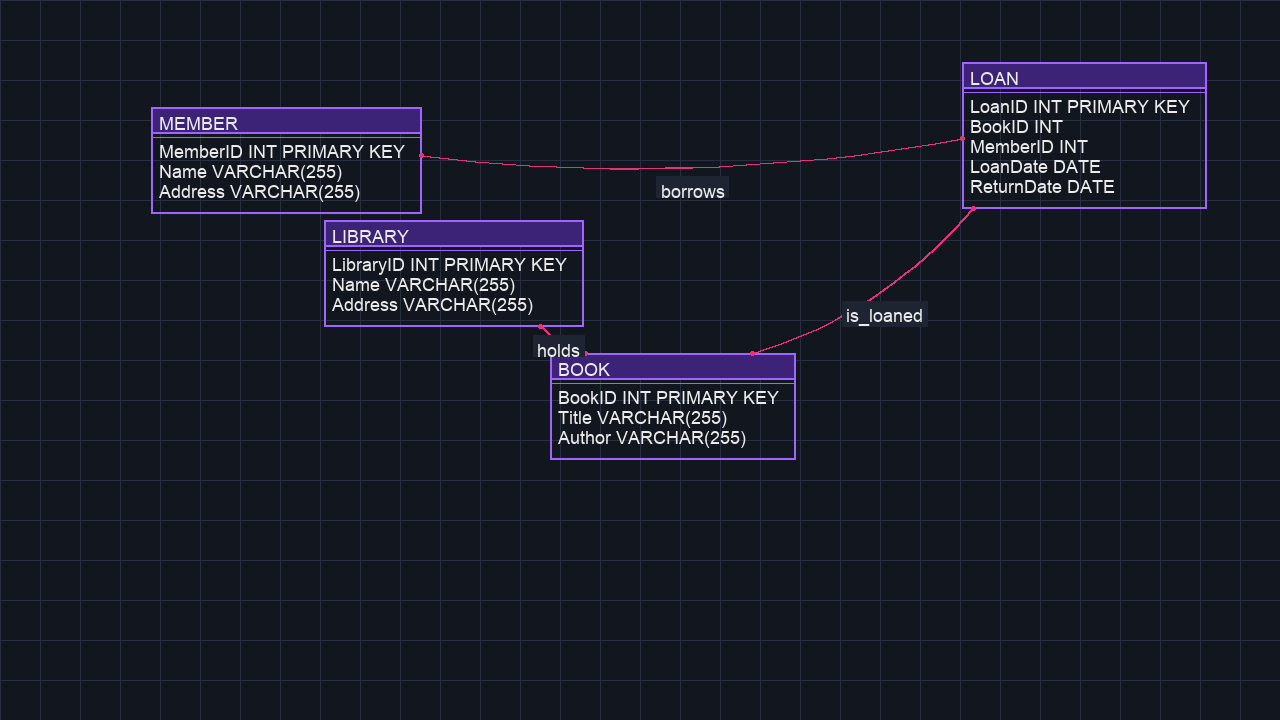 MEMBER
MemberID INT PRIMARY KEY
Name VARCHAR(255)
Address VARCHAR(255)
LOAN
LoanID INT PRIMARY KEY
BookID INT
MemberID INT
LoanDate DATE
ReturnDate DATE
borrows
LIBRARY
LibraryID INT PRIMARY KEY
Name VARCHAR(255)
Address VARCHAR(255)
is_loaned
holds
BOOK
BookID INT PRIMARY KEY
Title VARCHAR(255)
Author VARCHAR(255)